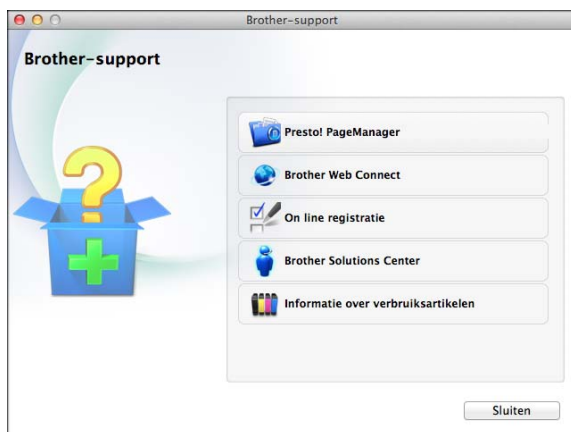 Brother-support
Brother-support
Presto! PageManager
Brother Web Connect
On line registratie
Brother Solutions Center
Informatie over verbruiksartikelen
Sluiten